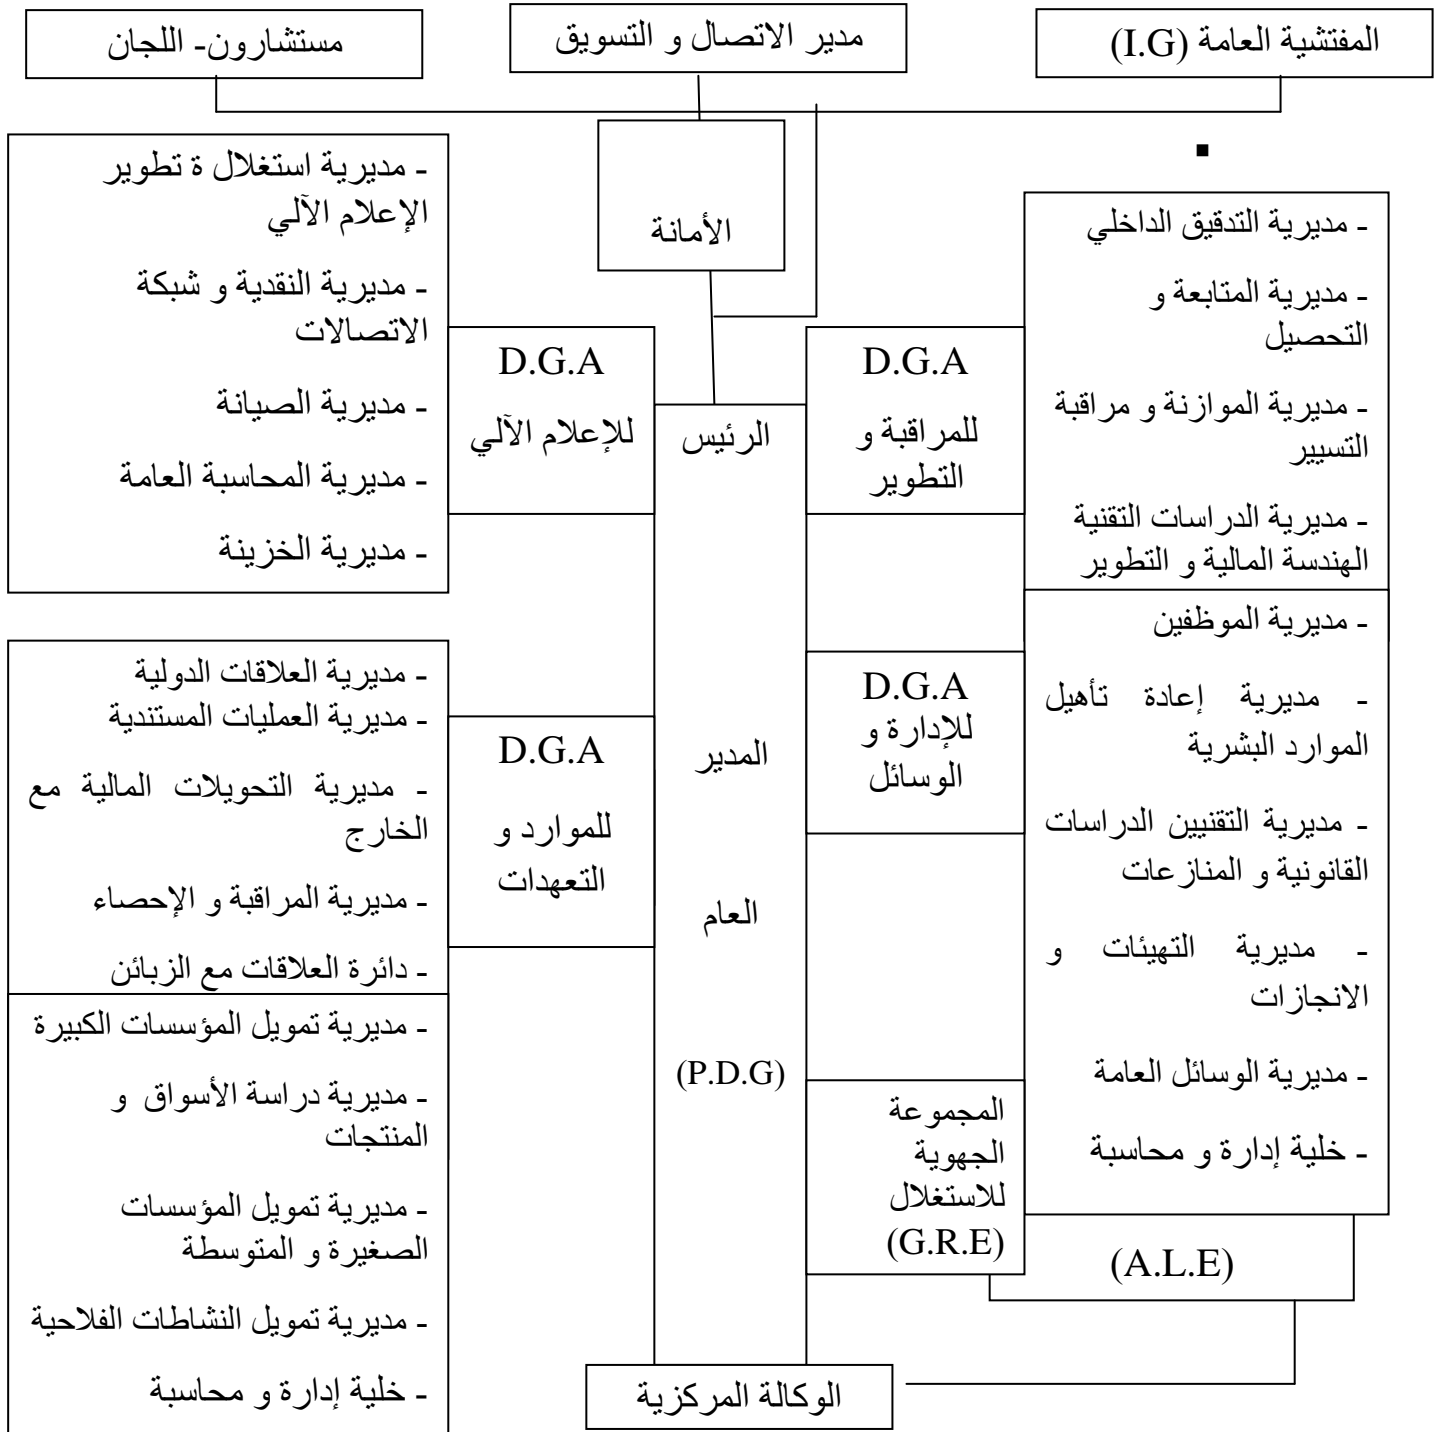 المفتشية العامة (I.G)
مدير الاتصال و التسويق
مستشارون- اللجان
الأمانة
- مديرية التدقيق الداخلي
- مديرية المتابعة و
التحصيل
- مديرية الموازنة و مراقبة
التسيير
- مديرية الدراسات التقنية
الهندسة المالية و التطوير
- مديرية الموظفين
- مديرية إعادة تأهيل
الموارد البشرية
- مديرية التقنيين الدراسات
القانونية و المنازعات
- مديرية التهيئات و
الانجازات
- مديرية الوسائل العامة
- خلية إدارة و محاسبة
(A.L.E)
D.G.A
للمراقبة و
التطوير
D.G.A
للإدارة و
الوسائل
المجموعة
الجهوية
للاستغلال
(G.R.E)
الرئيس
المدير
العام
(P.D.G)
الوكالة المركزية
D.G.A
للإعلام الآلي
D.G.A
للموارد و
التعهدات
- مديرية استغلال ة تطوير
الإعلام الآلي
- مديرية النقدية و شبكة
الاتصالات
- مديرية الصيانة
- مديرية المحاسبة العامة
- مديرية الخزينة
- مديرية العلاقات الدولية
- مديرية العمليات المستندية
- مديرية التحويلات المالية مع
الخارج
- مديرية المراقبة و الإحصاء
- دائرة العلاقات مع الزبائن
- مديرية تمويل المؤسسات الكبيرة
- مديرية دراسة الأسواق و
المنتجات
- مديرية تمويل المؤسسات
الصغيرة و المتوسطة
- مديرية تمويل النشاطات الفلاحية
- خلية إدارة و محاسبة